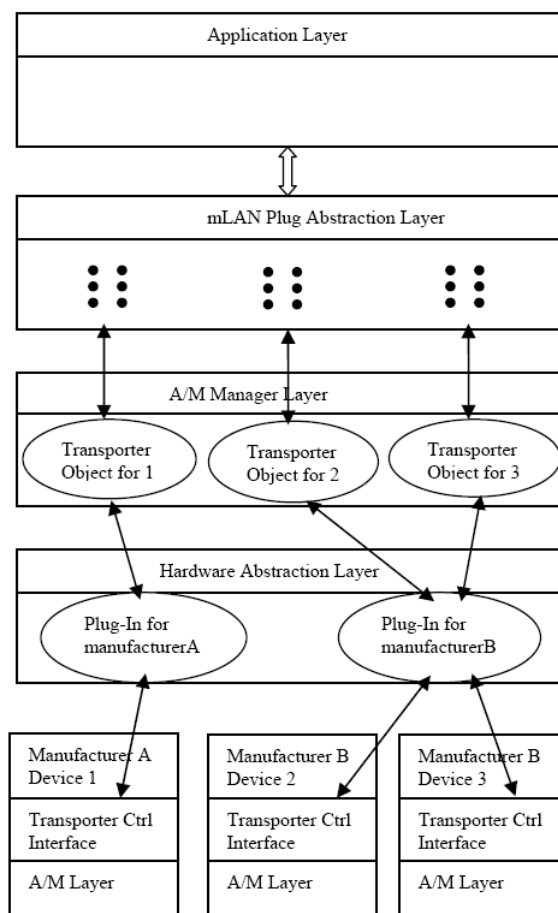 Application Layer
mLAN Plug Abstraction Layer
A/M Manager Layer
Transporter
Object for 1
Transporter
Object for 2
Transporter
Object for 3
Hardware Abstraction Layer
Plug-In for
manufacturerA
Plug-In for
manufacturerB
Manufacturer A
Device 1
Transporter Ctrl
Interface
A/M Layer
Manufacturer B
Device 2
Transporter Ctrl
Interface
A/M Layer
Manufacturer B
Device 3
Transporter Ctrl
Interface
A/M Layer